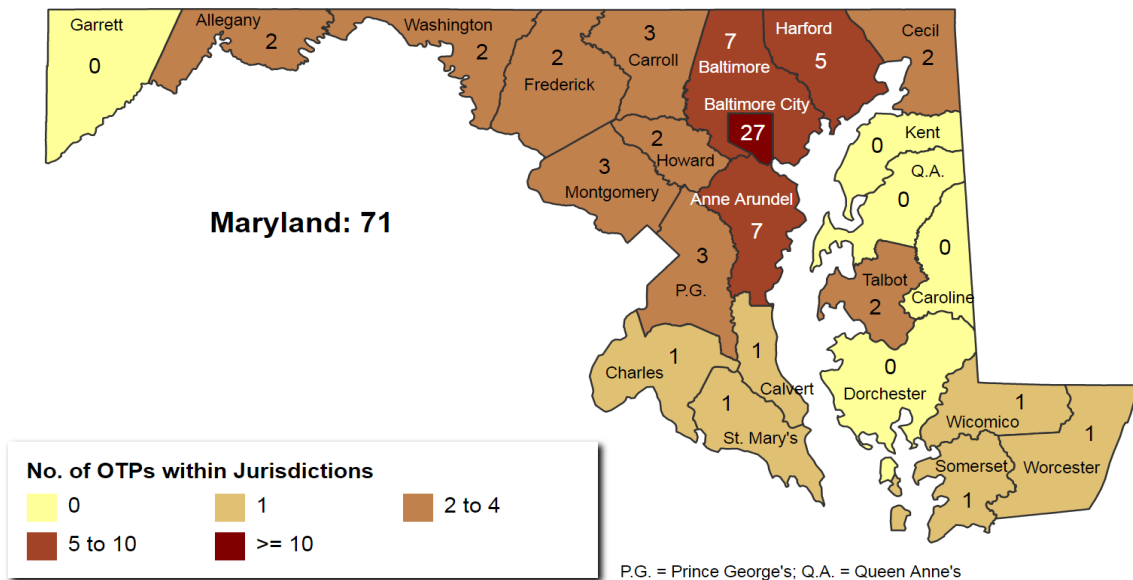 Garrett
0
Allegany
2
Washington
2
2
Frederick
3
Carroll
7
Baltimore
Harford
5
Cecil
2
Baltimore City
27
2
Howard
3
Montgomery
Anne Arundel
7
0
Kent
Q.A.
0
0
Caroline
Maryland: 71
3
P.G.
Talbot
2
1
Charles
1
Calvert
0
Dorchester
1
St. Mary's
1
Wicomico
1
Worcester
Somerset
1
No. of OTPs within Jurisdictions
0
1
2 to 4
5 to 10
>= 10
P.G. = Prince George's; Q.A. = Queen Anne's